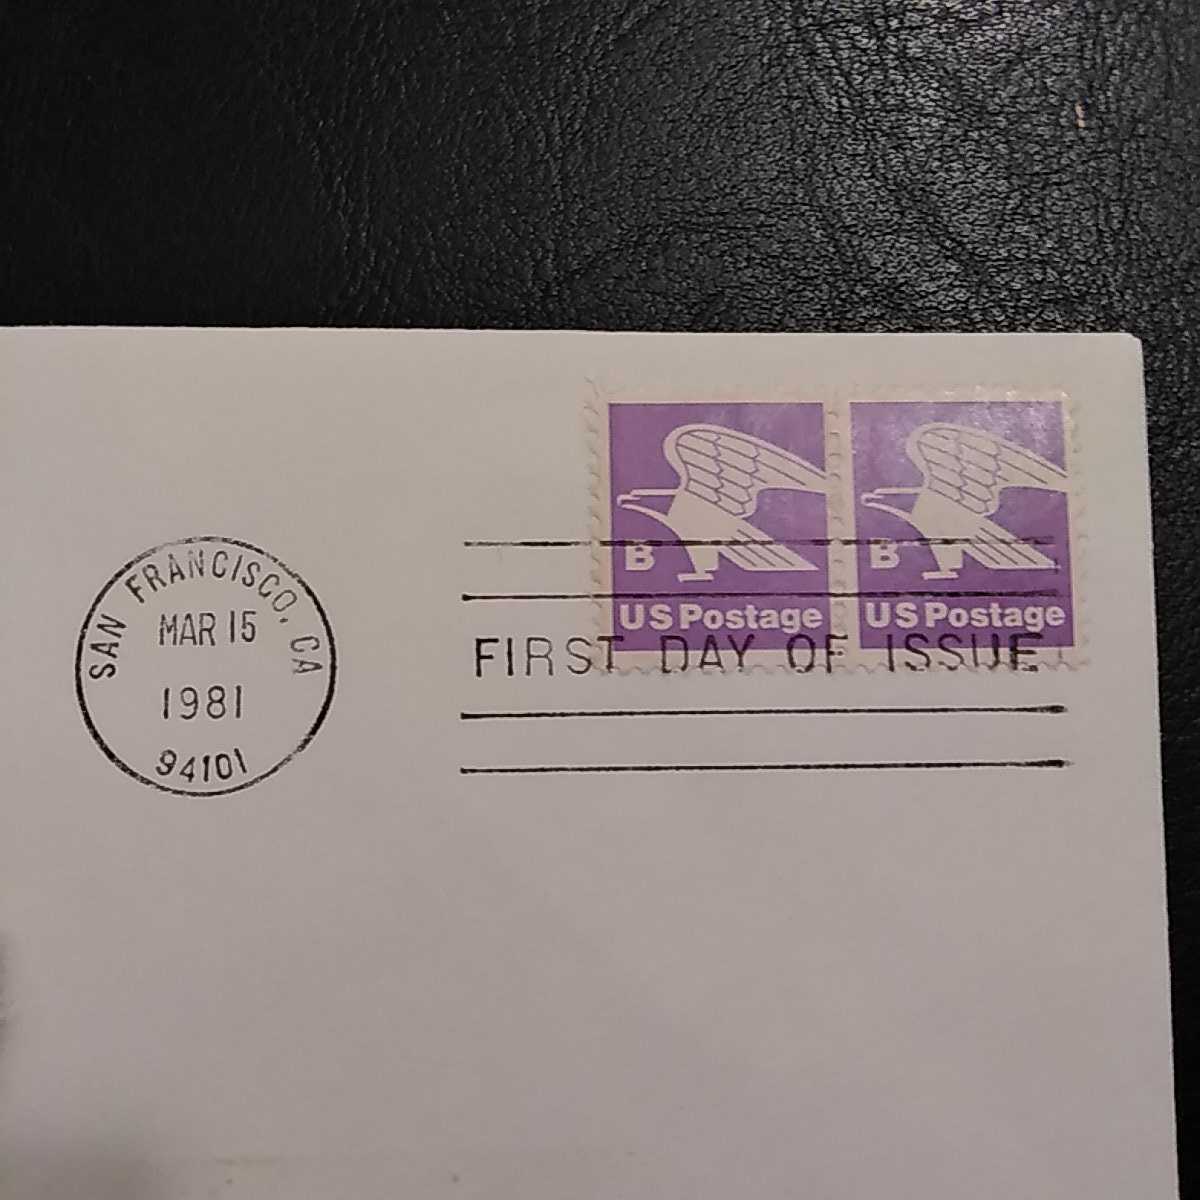 B
US Postage
B
US Postage
SAN FRANCISCO, CA
MAR 15
1981
94101
FIRST DAY OF ISSUE